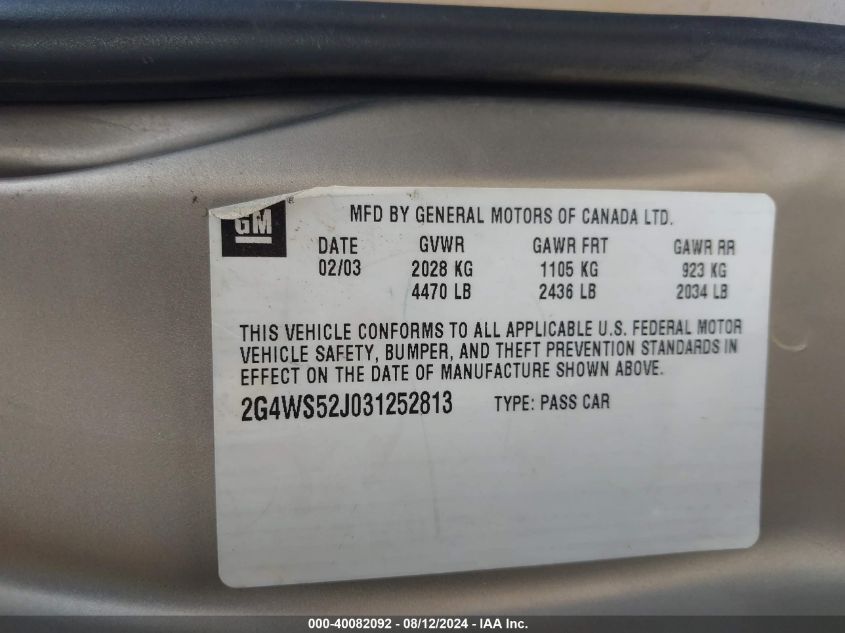 GM ®
MFD BY GENERAL MOTORS OF CANADA LTD.
DATE GVWR GAWR FRT GAWR RR
02/03 2028 KG 1105 KG 923 KG
4470 LB 2436 LB 2034 LB
THIS VEHICLE CONFORMS TO ALL APPLICABLE U.S. FEDERAL MOTOR
VEHICLE SAFETY, BUMPER, AND THEFT PREVENTION STANDARDS IN
EFFECT ON THE DATE OF MANUFACTURE SHOWN ABOVE.
2G4WS52J031252813 TYPE: PASS CAR
000-40082092 - 08/12/2024 - IAA Inc.